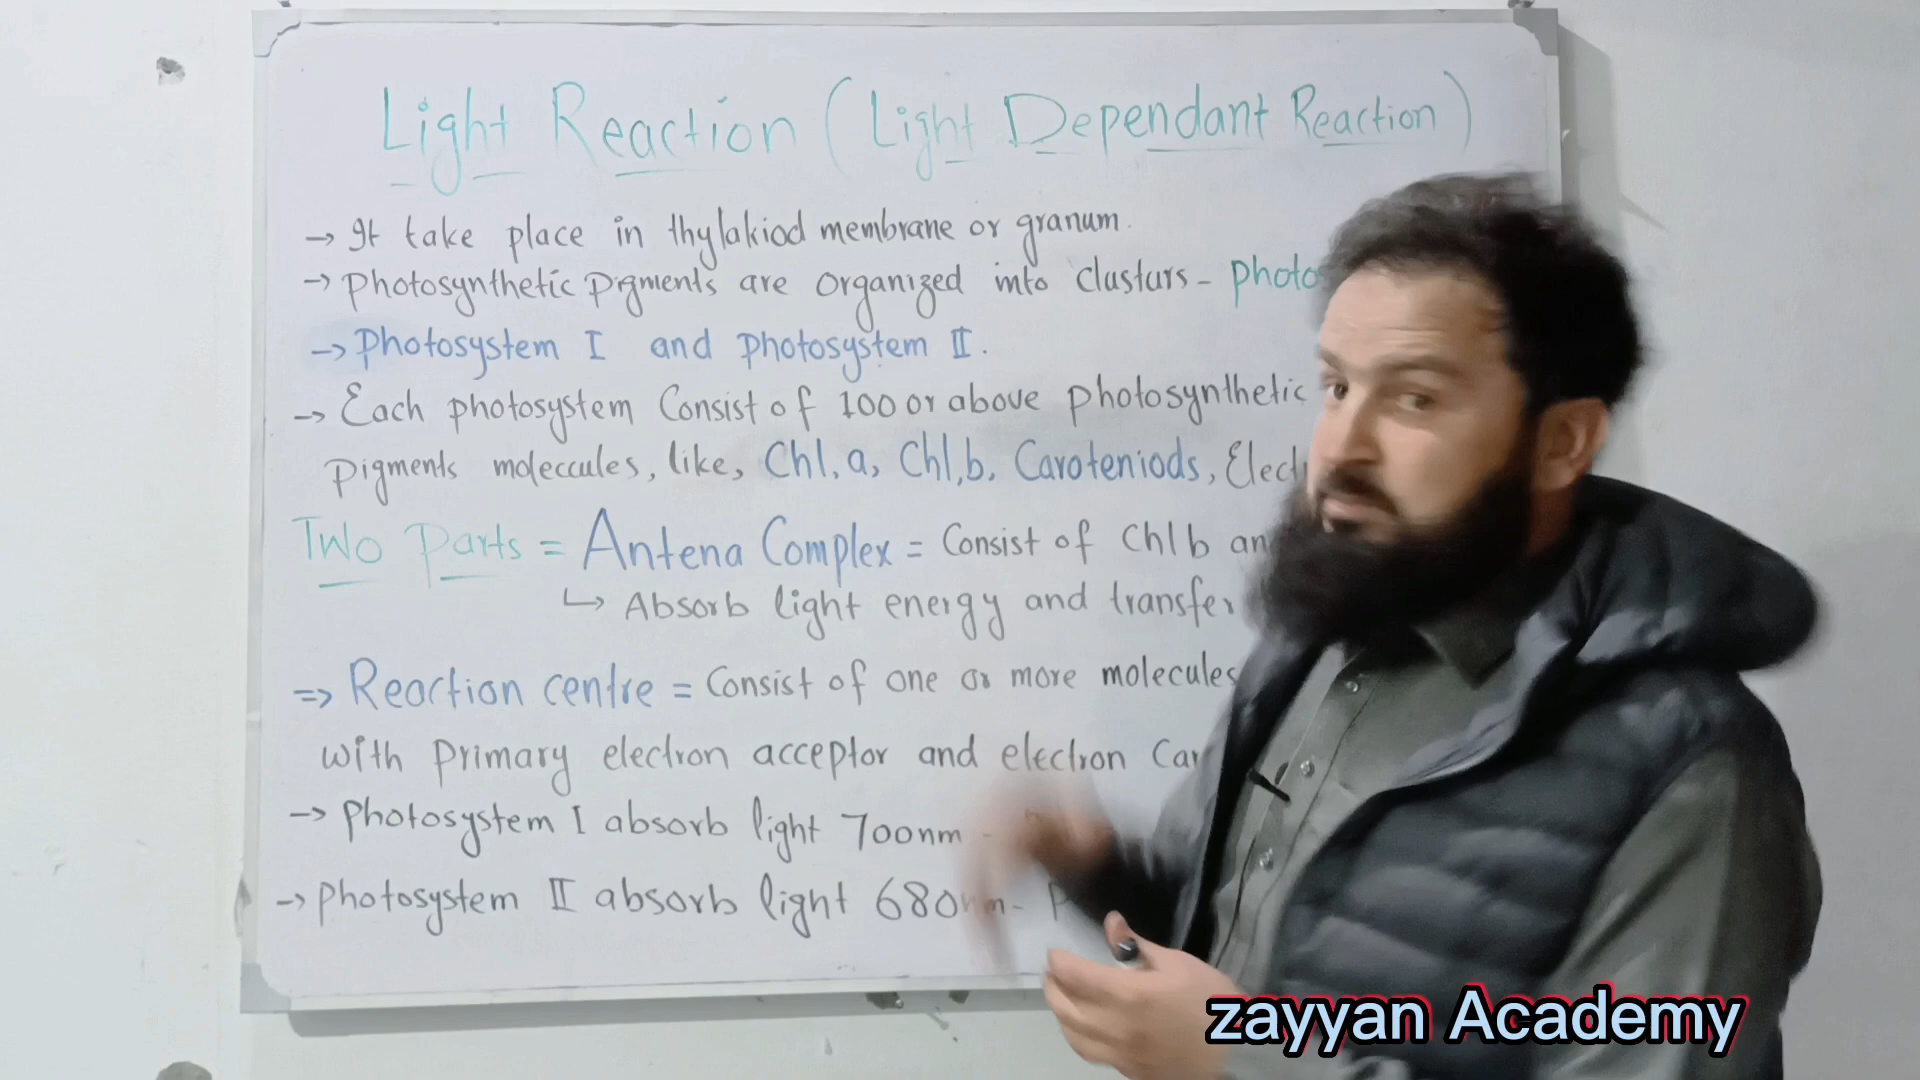 Light Reaction (Light Dependant Reaction)
→ It take place in thylakiod membrane or granum.
→ Photosynthetic pigments are organized into clusturs - photos
→ Photosystem I and photosystem II.
→ Each photosystem Consist of 100 or above photosynthetic
Pigments moleccules, like, Chl, a, Chl, b, Caroteniods, Elect
Two Parts = Antena Complex = Consist of Chl b an
↳ Absorb light energy and transfer
⇒ Reaction centre = Consist of one or more molecules
with primary electron acceptor and electron Car
→ Photosystem I absorb light 700nm -
→ Photosystem II absorb light 680nm - P
zayyan Academy